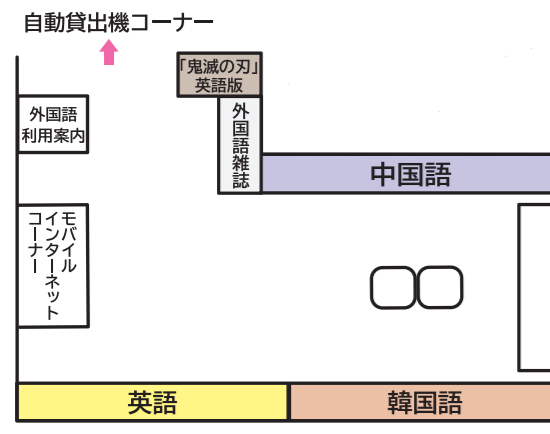 自動貸出機コーナー
「鬼滅の刃」
英語版
外国語
利用案内
外国語雑誌
中国語
モバイル
インターネット
コーナー
英語
韓国語